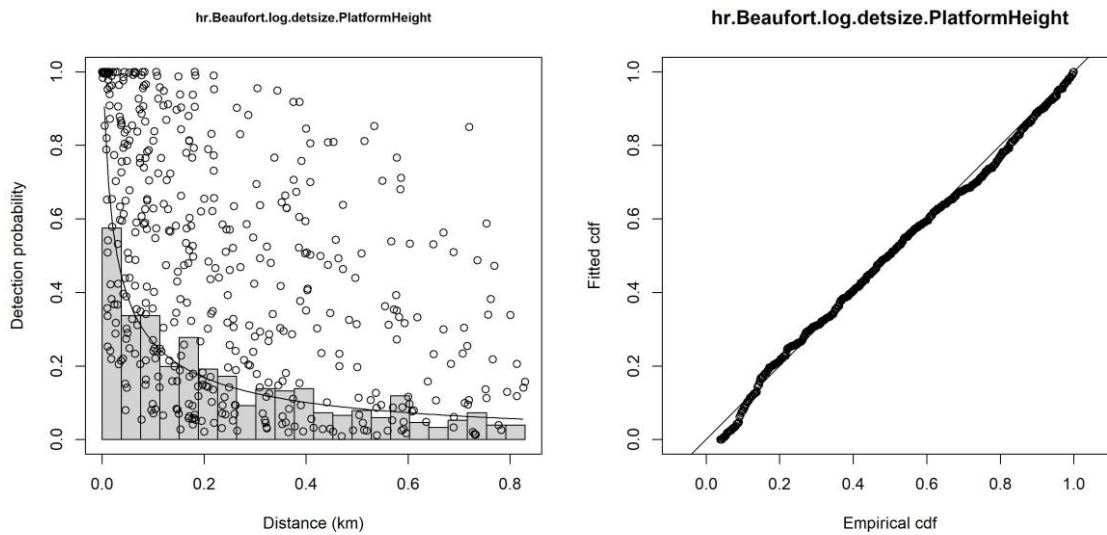 hr.Beaufort.log.detsize.PlatformHeight
Detection probability
1.0
0.8
0.6
0.4
0.2
0.0
0.0 0.2 0.4 0.6 0.8
Distance (km)
hr.Beaufort.log.detsize.PlatformHeight
Fitted cdf
1.0
0.8
0.6
0.4
0.2
0.0
0.0 0.2 0.4 0.6 0.8 1.0
Empirical cdf